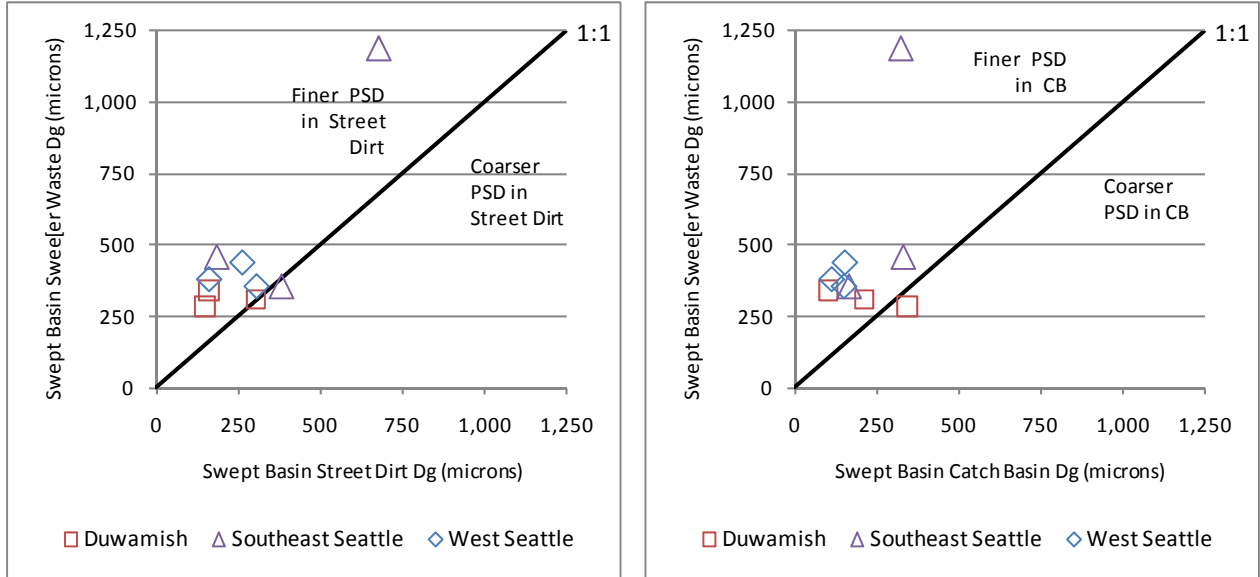 Swept Basin Swee[er Waste Dg (microns)
1,250
1,000
750
500
250
0
1:1
Finer PSD
in Street
Dirt
Coarser
PSD in
Street Dirt
0 250 500 750 1,000 1,250
Swept Basin Street Dirt Dg (microns)
Duwamish Southeast Seattle West Seattle
Swept Basin Swee[er Waste Dg (microns)
1,250
1,000
750
500
250
0
1:1
Finer PSD
in CB
Coarser
PSD in CB
0 250 500 750 1,000 1,250
Swept Basin Catch Basin Dg (microns)
Duwamish Southeast Seattle West Seattle